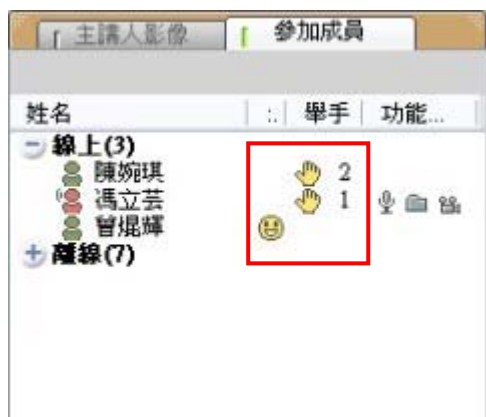 主講人影像 參加成員
姓名 .: 舉手 功能...
線上(3)
陳婉琪 2
馮立芸 1
曾焜輝
離線(7)